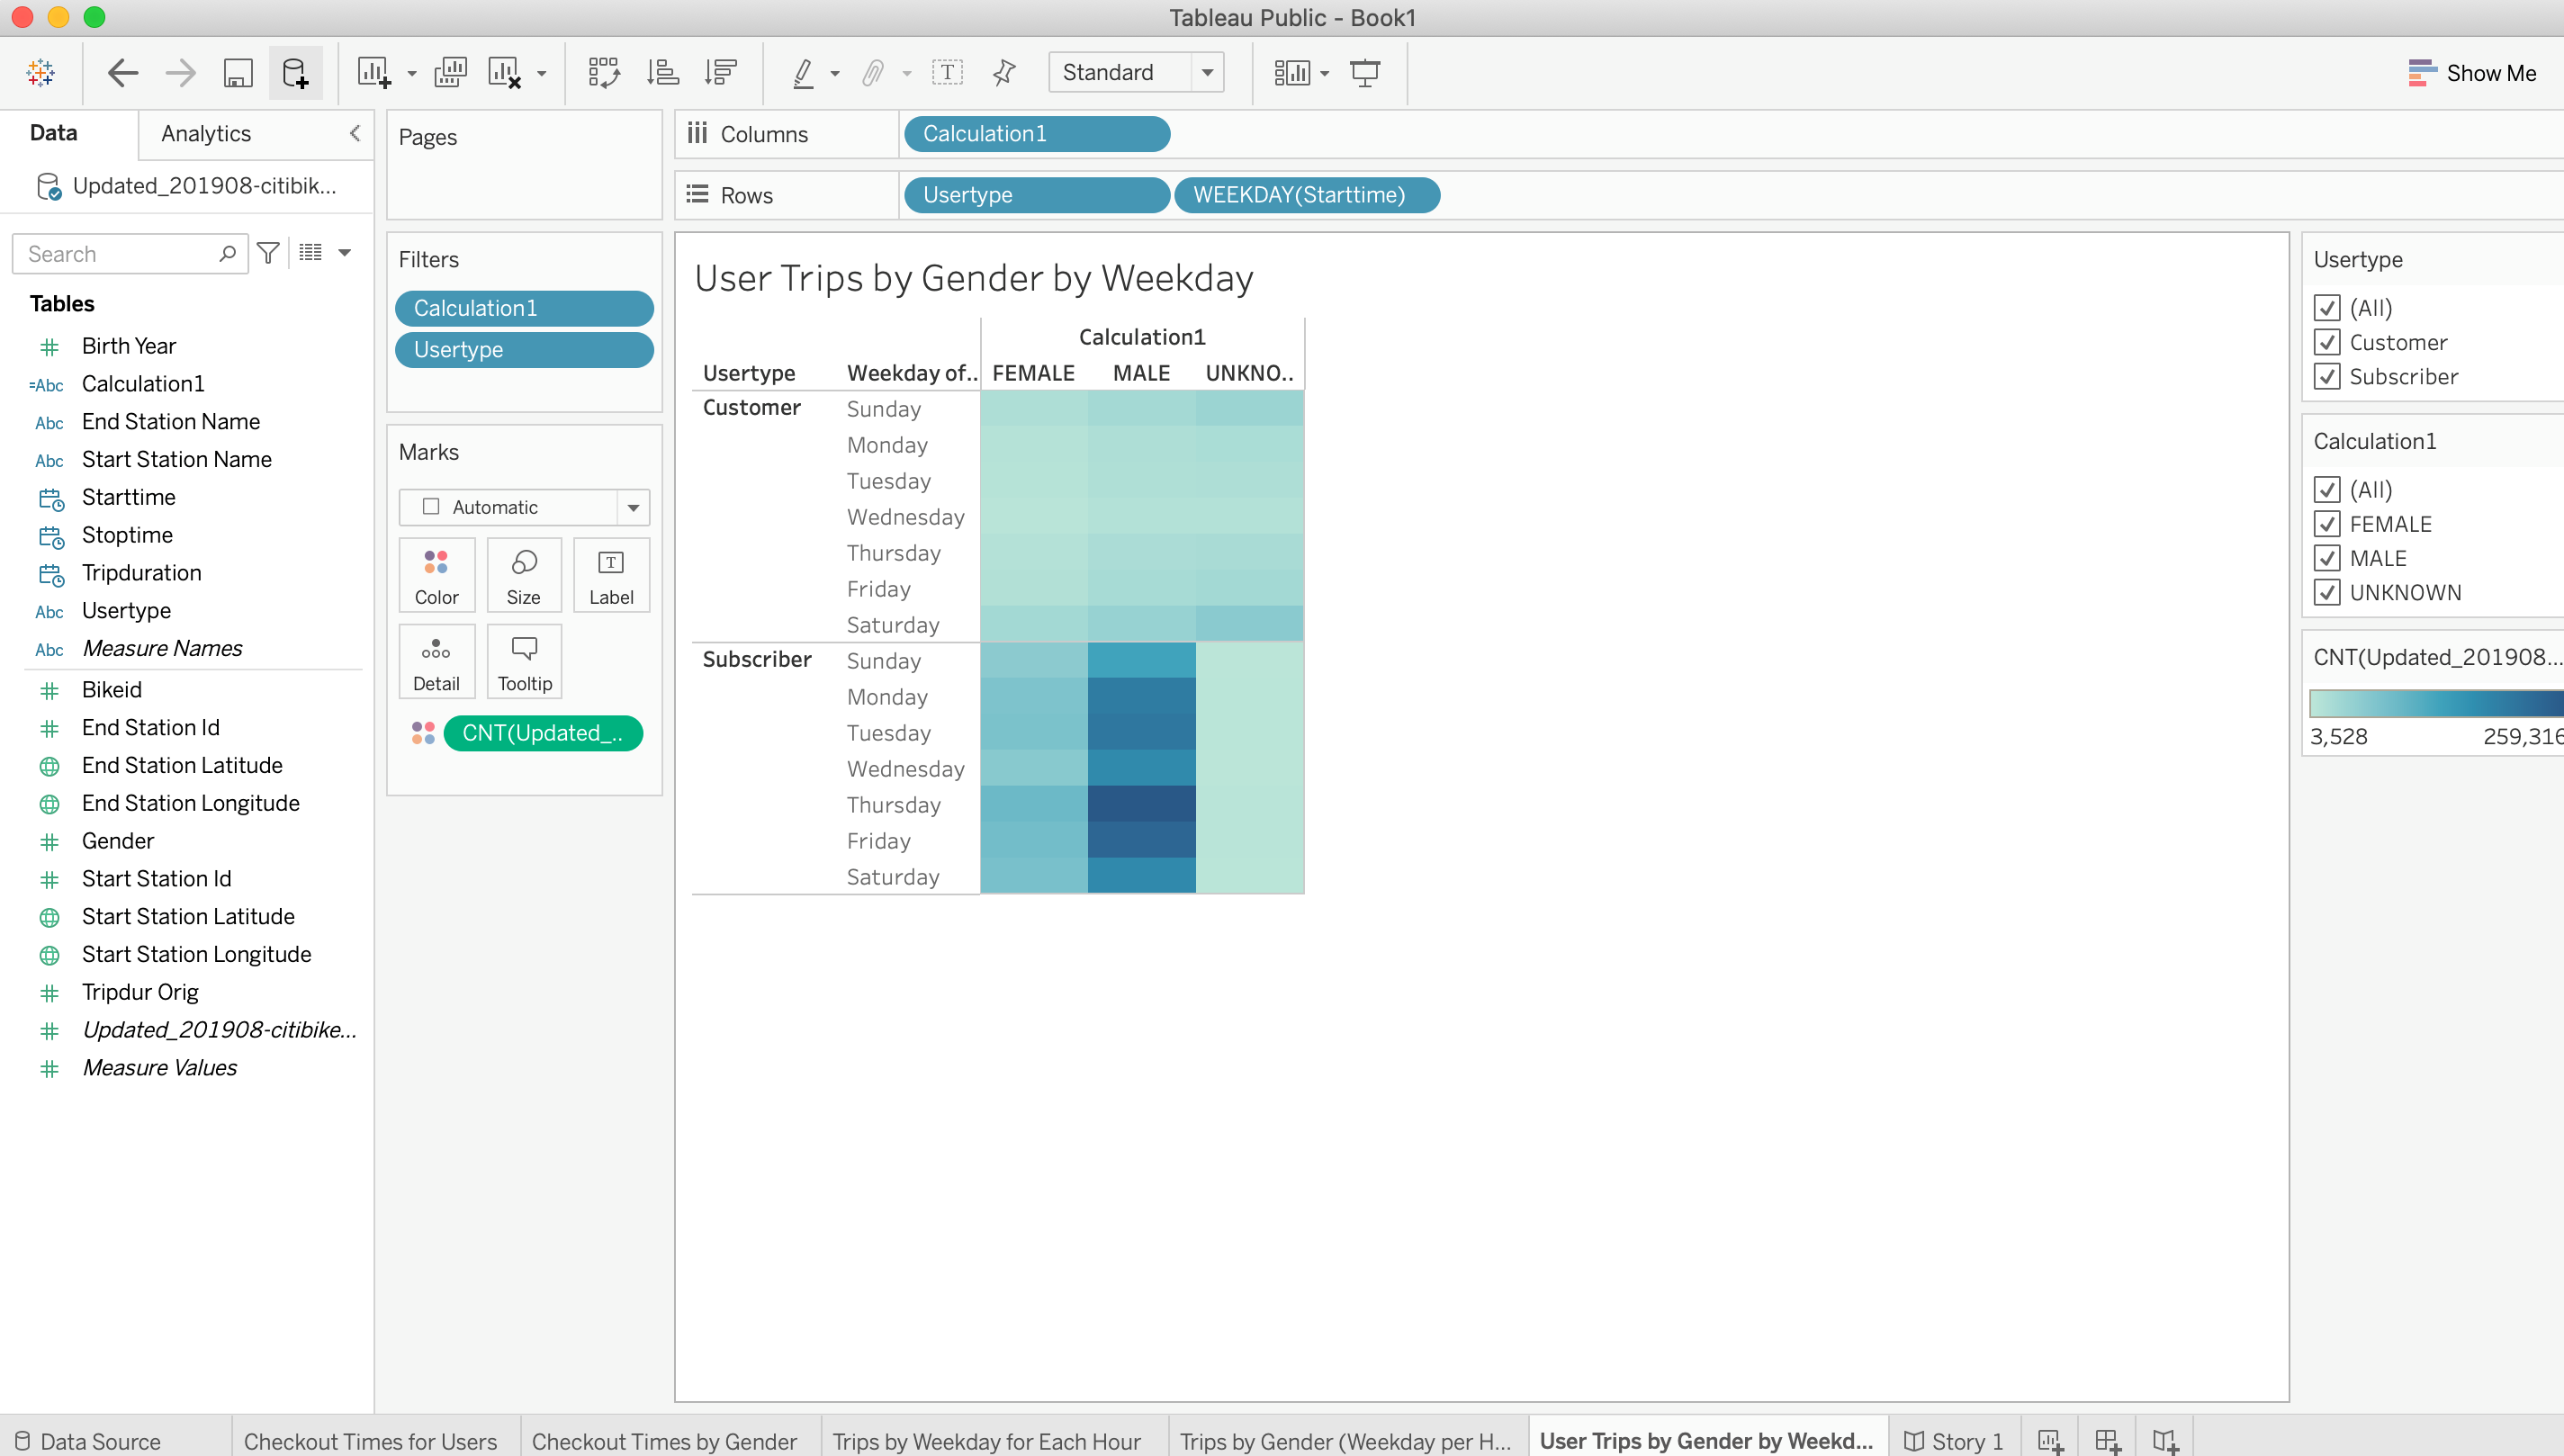 Tableau Public - Book1
Standard
Show Me
Data
Analytics
Updated_201908-citibik...
Search
Tables
Birth Year
=Abc Calculation1
Abc End Station Name
Abc Start Station Name
Starttime
Stoptime
Tripduration
Abc Usertype
Abc Measure Names
Bikeid
End Station Id
End Station Latitude
End Station Longitude
Gender
Start Station Id
Start Station Latitude
Start Station Longitude
Tripdur Orig
Updated_201908-citibike...
Measure Values
Pages
Filters
Calculation1
Usertype
Marks
Automatic
Color
Size
T
Label
Detail
Tooltip
CNT(Updated_..
Columns
Calculation1
Rows
Usertype
WEEKDAY(Starttime)
User Trips by Gender by Weekday
Calculation1
Usertype Weekday of.. FEMALE MALE UNKNO..
Customer Sunday
Monday
Tuesday
Wednesday
Thursday
Friday
Saturday
Subscriber Sunday
Monday
Tuesday
Wednesday
Thursday
Friday
Saturday
Usertype
(All)
Customer
Subscriber
Calculation1
(All)
FEMALE
MALE
UNKNOWN
CNT(Updated_201908...
3,528 259,316
Data Source
Checkout Times for Users
Checkout Times by Gender
Trips by Weekday for Each Hour
Trips by Gender (Weekday per H...
User Trips by Gender by Weekd...
Story 1